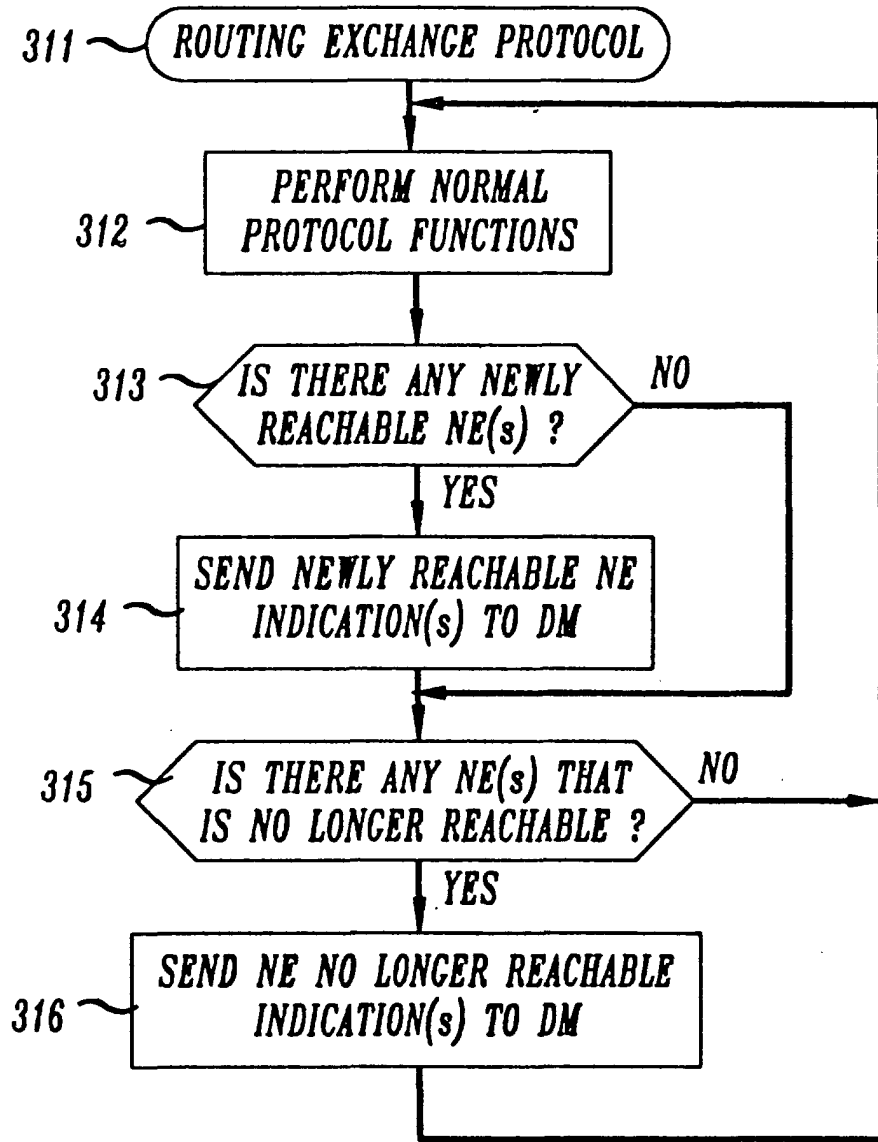 311
ROUTING EXCHANGE PROTOCOL
312
PERFORM NORMAL
PROTOCOL FUNCTIONS
313
IS THERE ANY NEWLY
REACHABLE NE(s) ?
NO
YES
314
SEND NEWLY REACHABLE NE
INDICATION(s) TO DM
315
IS THERE ANY NE(s) THAT
IS NO LONGER REACHABLE ?
NO
YES
316
SEND NE NO LONGER REACHABLE
INDICATION(s) TO DM